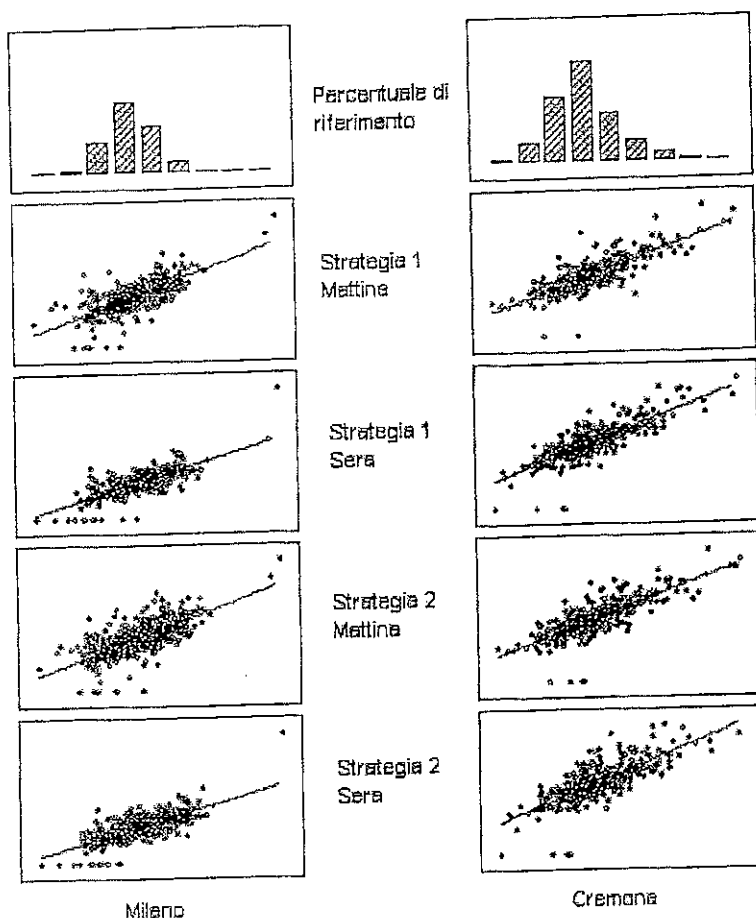 Percentuale di
riferimento
Strategia 1
Mattina
Strategia 1
Sera
Strategia 2
Mattina
Strategia 2
Sera
Milano
Cremona